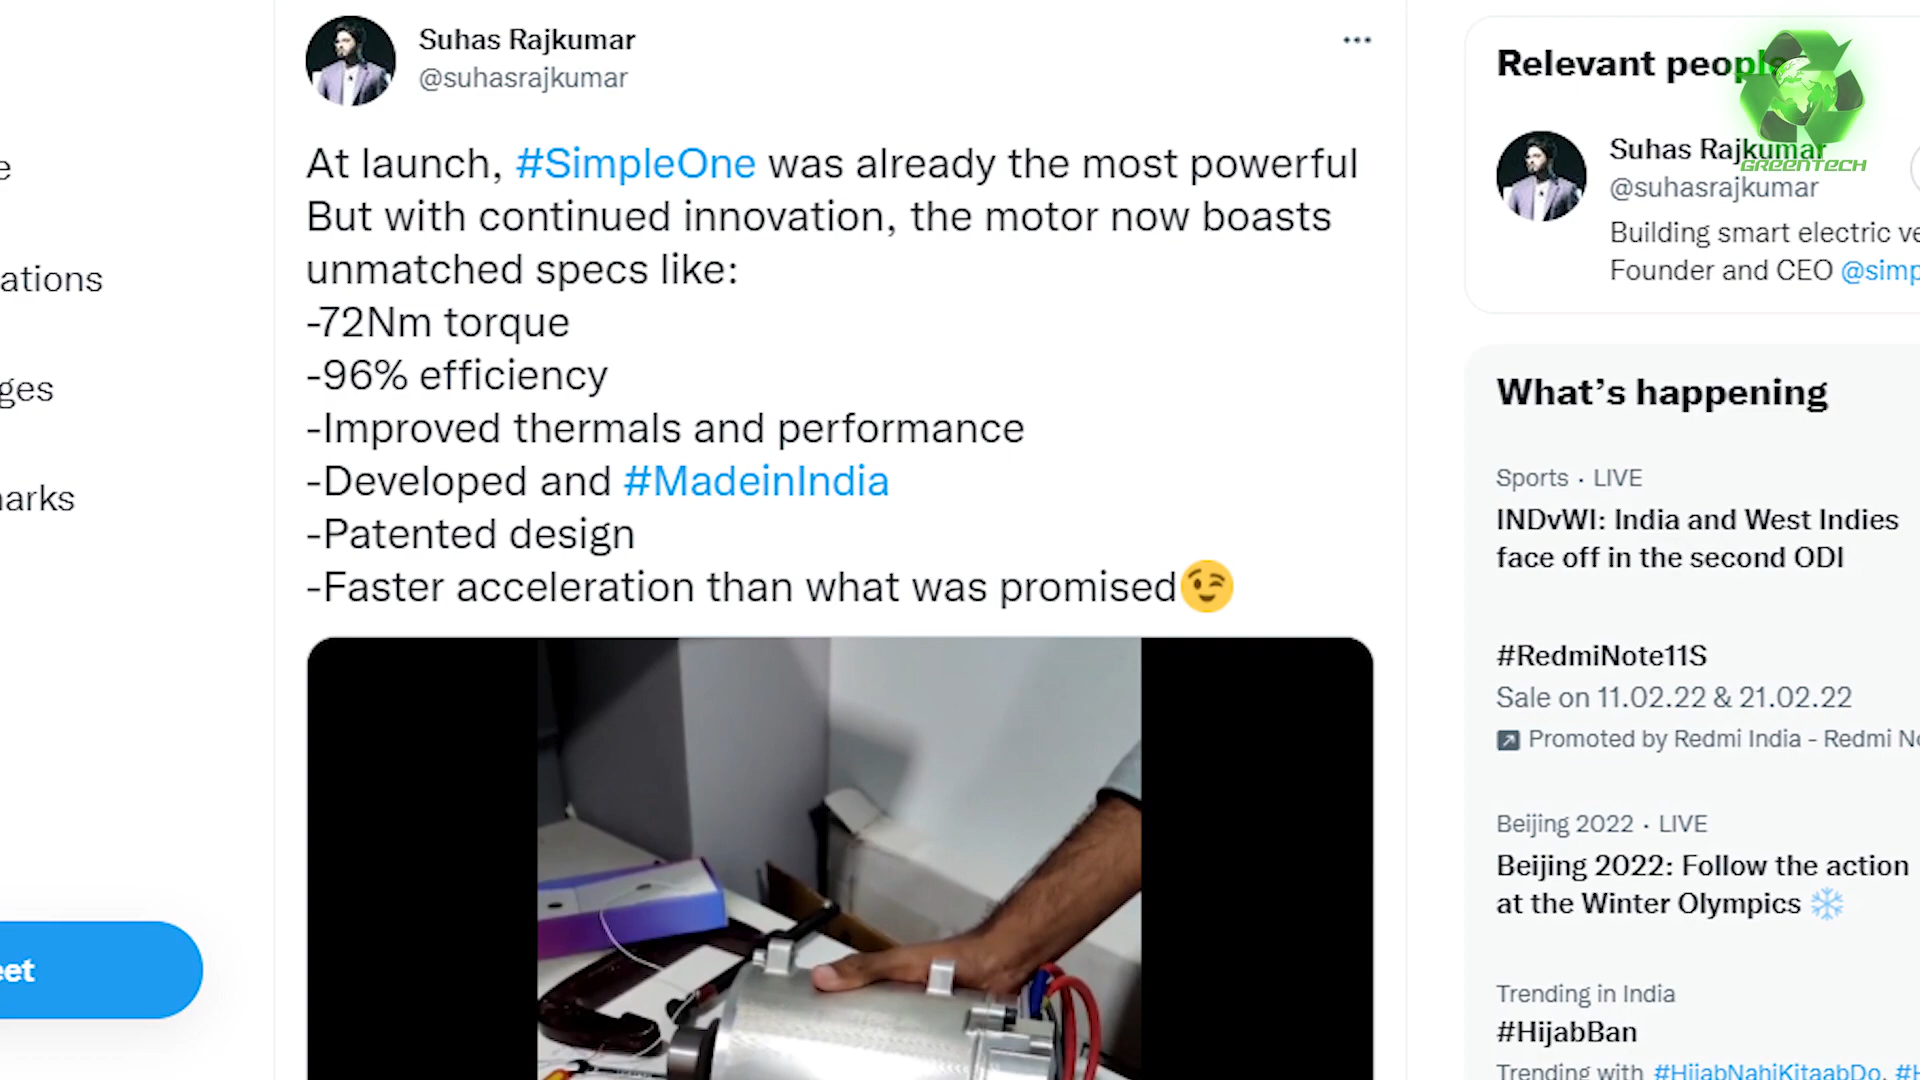 Suhas Rajkumar
@suhasrajkumar
At launch, #SimpleOne was already the most powerful
But with continued innovation, the motor now boasts
unmatched specs like:
-72Nm torque
-96% efficiency
-Improved thermals and performance
-Developed and #MadeinIndia
-Patented design
-Faster acceleration than what was promised😉
e
ations
ges
arks
eet
Relevant people
GREENTECH
Suhas Rajkumar
@suhasrajkumar
Building smart electric ve
Founder and CEO @simp
What's happening
Sports · LIVE
INDvWI: India and West Indies
face off in the second ODI
#RedmiNote11S
Sale on 11.02.22 & 21.02.22
Promoted by Redmi India - Redmi No
Beijing 2022 · LIVE
Beijing 2022: Follow the action
at the Winter Olympics ❄️
Trending in India
#HijabBan
Trending with #HijabNahiKitaabDo, #H